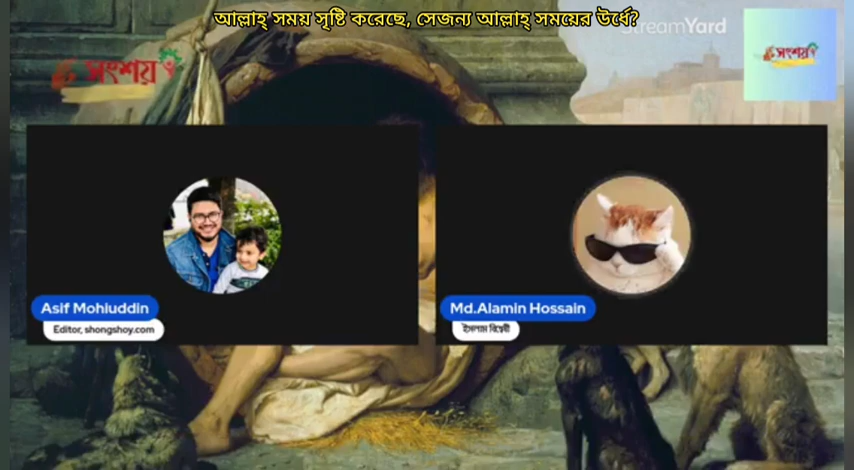 আল্লাহ্ সময় সৃষ্টি করেছে, সেজন্য আল্লাহ্ সময়ের উর্ধে?
StreamYard
সংশয়
সংশয়
Asif Mohiuddin
Editor, shongshoy.com
Md.Alamin Hossain
ইসলাম বিদ্বেষী